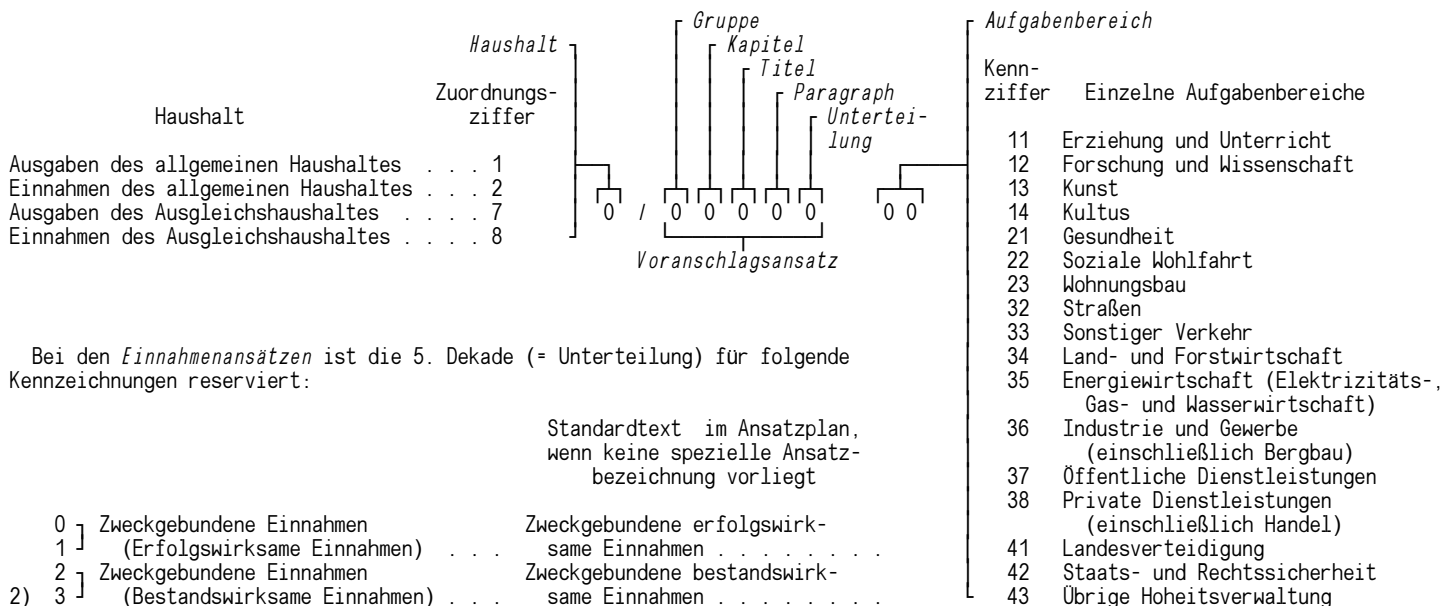 Gruppe
Kapitel
Titel
Paragraph
Untertei-
lung
Haushalt
Zuordnungs-
Haushalt ziffer
Ausgaben des allgemeinen Haushaltes . . . 1
Einnahmen des allgemeinen Haushaltes . . . 2
Ausgaben des Ausgleichshaushaltes . . . . 7
Einnahmen des Ausgleichshaushaltes . . . . 8
0 / 0 0 0 0 0 0 0
Voranschlagsansatz
Bei den Einnahmenansätzen ist die 5. Dekade (= Unterteilung) für folgende
Kennzeichnungen reserviert:
Standardtext im Ansatzplan,
wenn keine spezielle Ansatz-
bezeichnung vorliegt
0 Zweckgebundene Einnahmen Zweckgebundene erfolgswirk-
1 (Erfolgswirksame Einnahmen) . . . same Einnahmen . . . . . . . .
2 Zweckgebundene Einnahmen Zweckgebundene bestandswirk-
2) 3 (Bestandswirksame Einnahmen) . . . same Einnahmen . . . . . . . .
Aufgabenbereich
Kenn-
ziffer Einzelne Aufgabenbereiche
11 Erziehung und Unterricht
12 Forschung und Wissenschaft
13 Kunst
14 Kultus
21 Gesundheit
22 Soziale Wohlfahrt
23 Wohnungsbau
32 Straßen
33 Sonstiger Verkehr
34 Land- und Forstwirtschaft
35 Energiewirtschaft (Elektrizitäts-,
Gas- und Wasserwirtschaft)
36 Industrie und Gewerbe
(einschließlich Bergbau)
37 Öffentliche Dienstleistungen
38 Private Dienstleistungen
(einschließlich Handel)
41 Landesverteidigung
42 Staats- und Rechtssicherheit
43 Übrige Hoheitsverwaltung